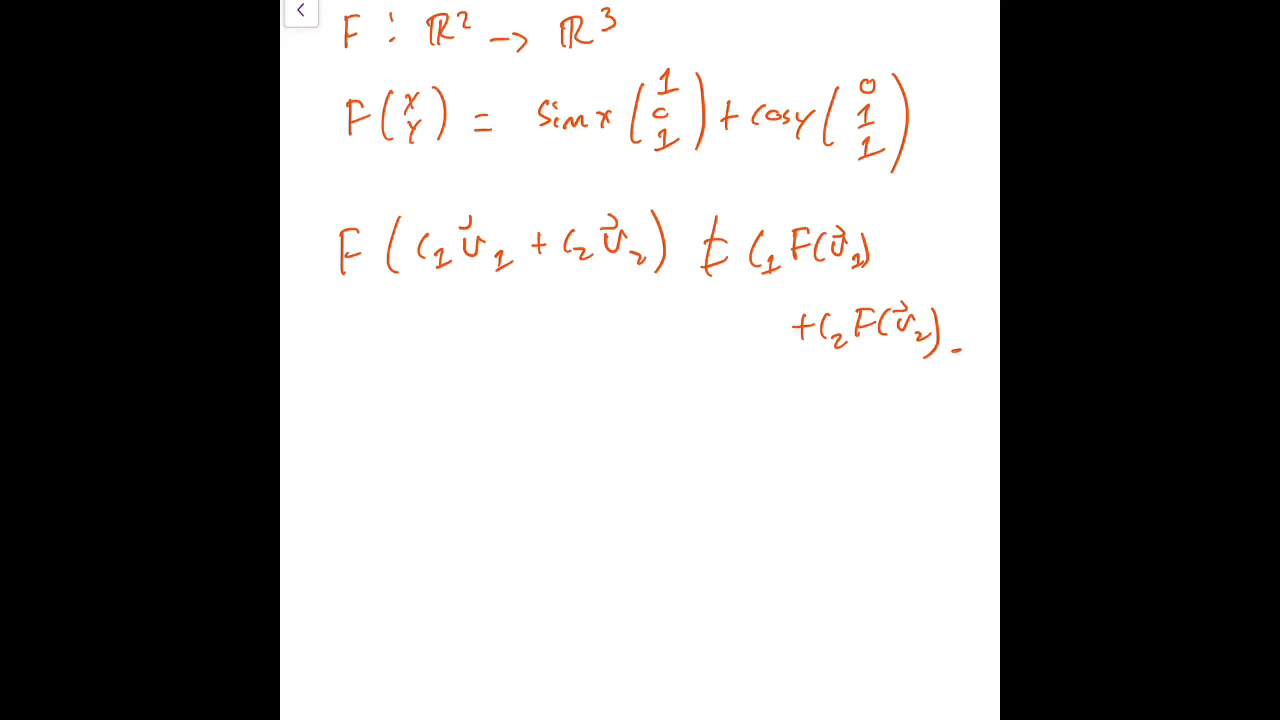 F : ℝ² → ℝ³
F(x y) = sin x (1 0 1) + cos y (0 1 1)
F(c₁v⃗₁ + c₂v⃗₂) ≠ c₁F(v⃗₁)
+ c₂F(v⃗₂).